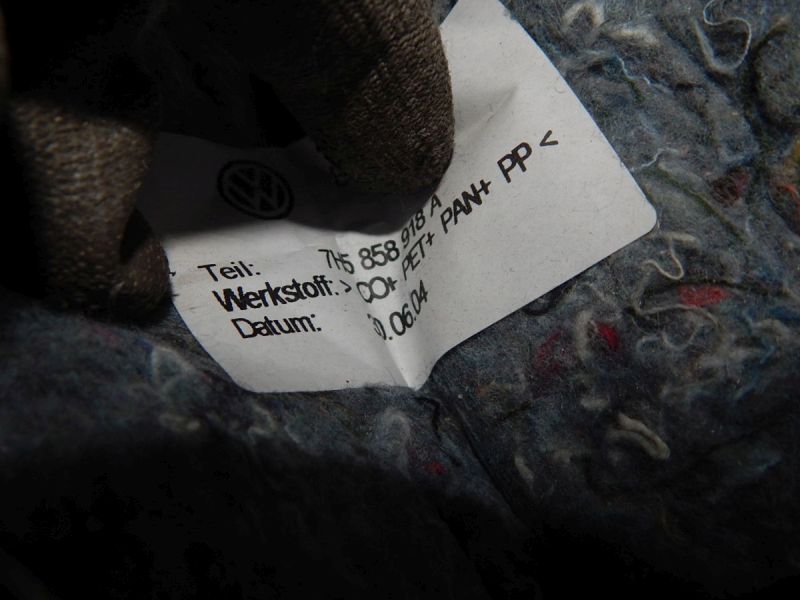 Teil: 7H5 858 918 A
Werkstoff: >CO+ PET+ PAN+ PP<
Datum: .06.04